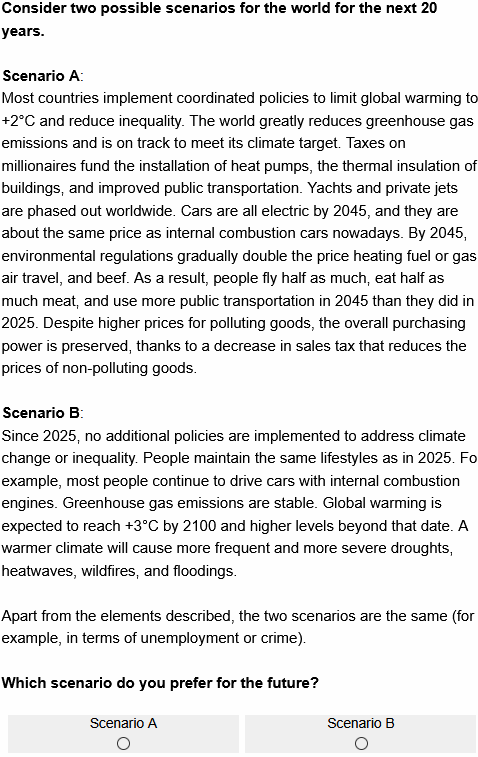 Consider two possible scenarios for the world for the next 20
years.
Scenario A:
Most countries implement coordinated policies to limit global warming to
+2°C and reduce inequality. The world greatly reduces greenhouse gas
emissions and is on track to meet its climate target. Taxes on
millionaires fund the installation of heat pumps, the thermal insulation of
buildings, and improved public transportation. Yachts and private jets
are phased out worldwide. Cars are all electric by 2045, and they are
about the same price as internal combustion cars nowadays. By 2045,
environmental regulations gradually double the price heating fuel or gas
air travel, and beef. As a result, people fly half as much, eat half as
much meat, and use more public transportation in 2045 than they did in
2025. Despite higher prices for polluting goods, the overall purchasing
power is preserved, thanks to a decrease in sales tax that reduces the
prices of non-polluting goods.
Scenario B:
Since 2025, no additional policies are implemented to address climate
change or inequality. People maintain the same lifestyles as in 2025. Fo
example, most people continue to drive cars with internal combustion
engines. Greenhouse gas emissions are stable. Global warming is
expected to reach +3°C by 2100 and higher levels beyond that date. A
warmer climate will cause more frequent and more severe droughts,
heatwaves, wildfires, and floodings.
Apart from the elements described, the two scenarios are the same (for
example, in terms of unemployment or crime).
Which scenario do you prefer for the future?
Scenario A Scenario B